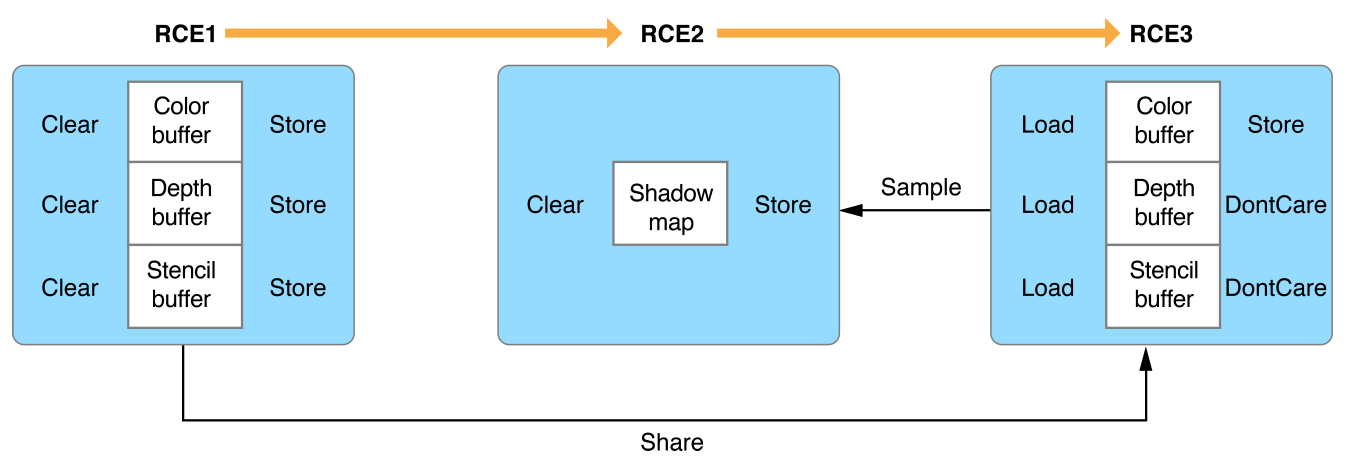 RCE1
RCE2
RCE3
Clear
Color
buffer
Store
Clear
Depth
buffer
Store
Clear
Stencil
buffer
Store
Clear
Shadow
map
Store
Sample
Load
Color
buffer
Store
Load
Depth
buffer
DontCare
Load
Stencil
buffer
DontCare
Share